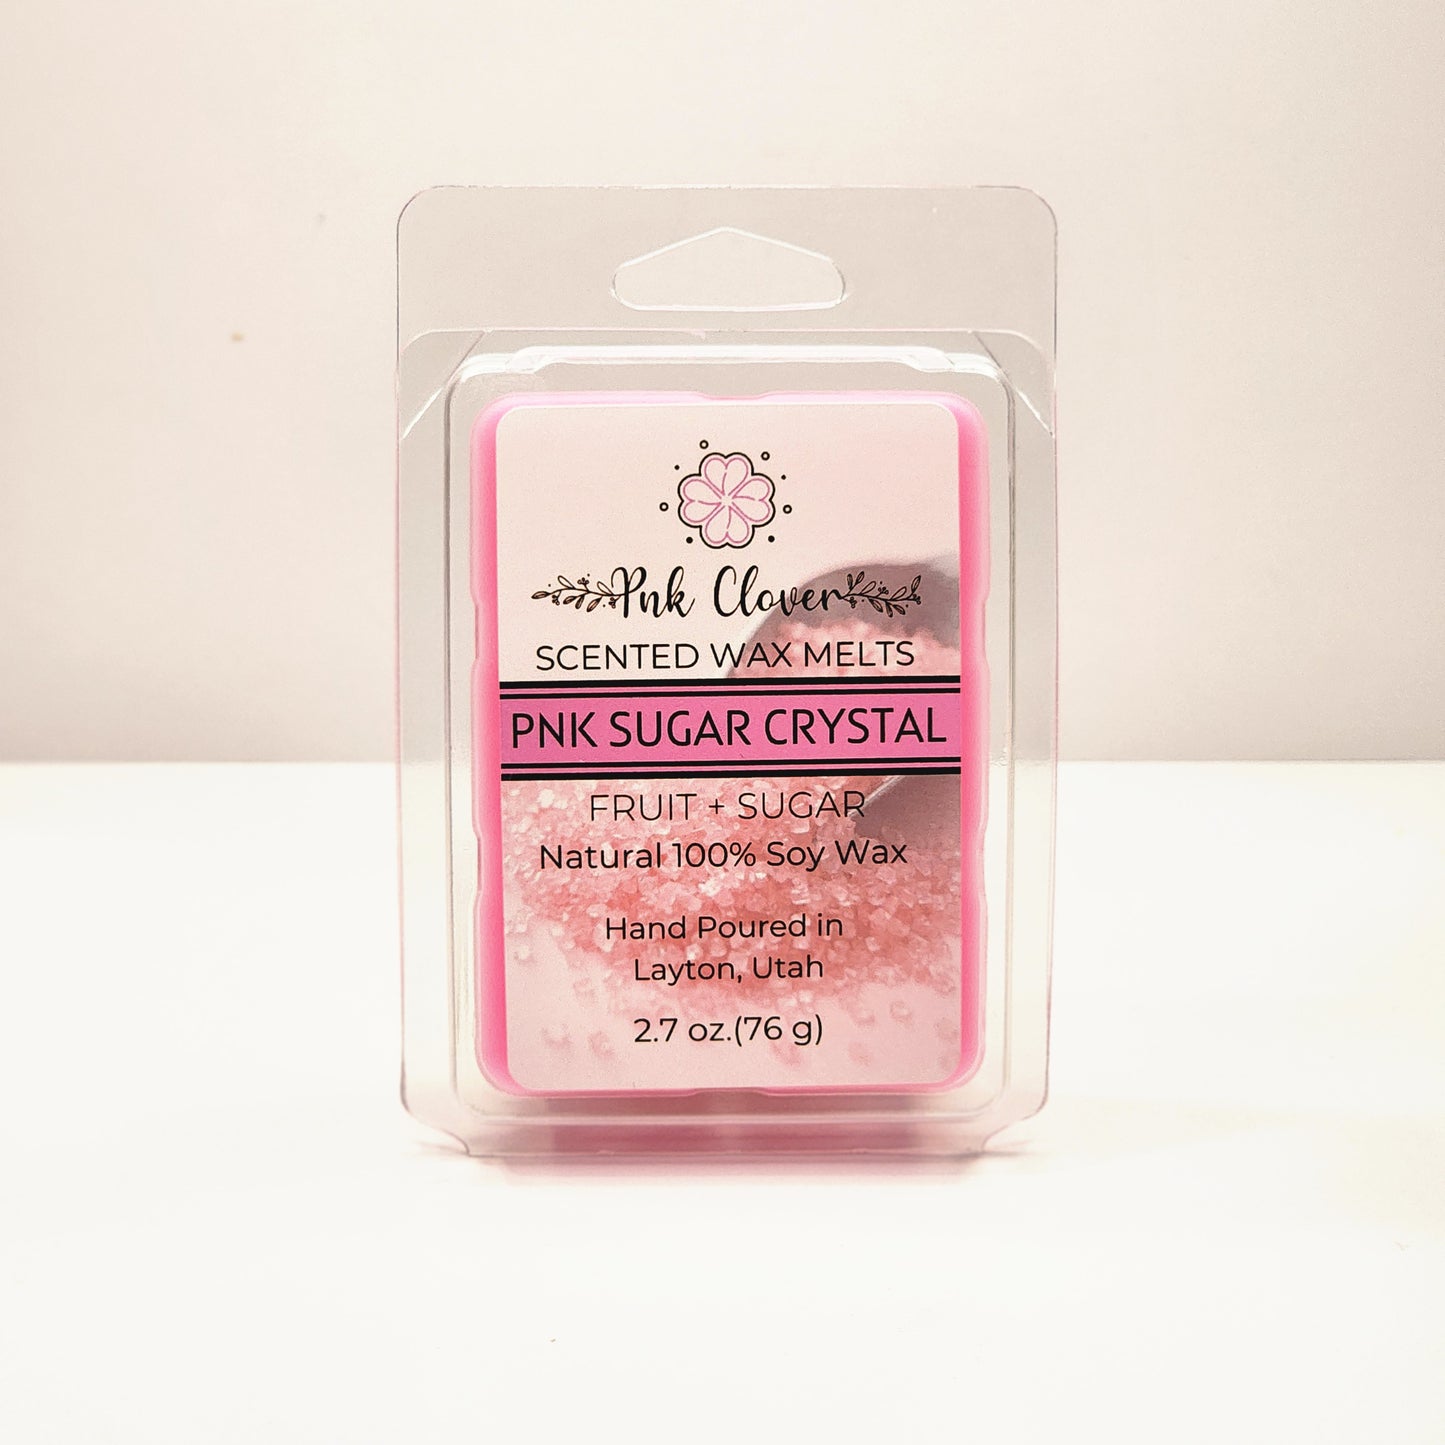 Pnk Clover
SCENTED WAX MELTS
PNK SUGAR CRYSTAL
FRUIT + SUGAR
Natural 100% Soy Wax
Hand Poured in
Layton, Utah
2.7 oz.(76 g)